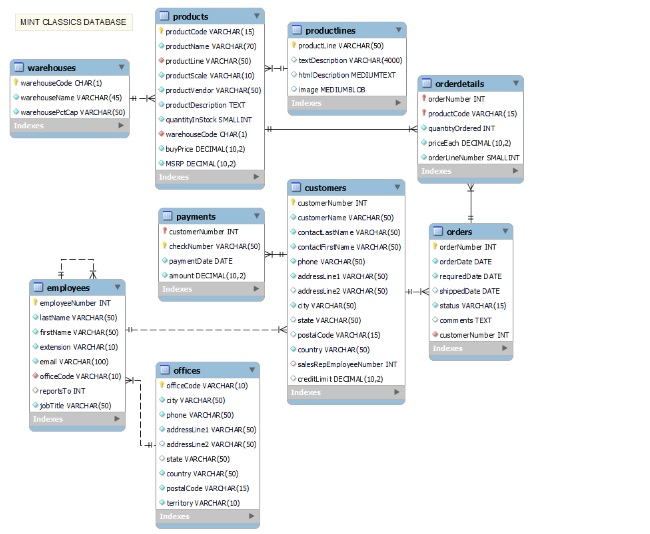 MINT CLASSICS DATABASE
products
productCode VARCHAR(15)
productName VARCHAR(70)
productLine VARCHAR(50)
productScale VARCHAR(10)
productVendor VARCHAR(50)
productDescription TEXT
quantityInStock SMALLINT
warehouseCode CHAR(1)
buyPrice DECIMAL(10,2)
MSRP DECIMAL(10,2)
Indexes
productlines
productLine VARCHAR(50)
textDescription VARCHAR(4000)
htmlDescription MEDIUMTEXT
image MEDIUMBLOB
Indexes
warehouses
warehouseCode CHAR(1)
warehouseName VARCHAR(45)
warehousePctCap VARCHAR(50)
Indexes
orderdetails
orderNumber INT
productCode VARCHAR(15)
quantityOrdered INT
priceEach DECIMAL(10,2)
orderLineNumber SMALLINT
Indexes
customers
customerNumber INT
customerName VARCHAR(50)
contactLastName VARCHAR(50)
contactFirstName VARCHAR(50)
phone VARCHAR(50)
addressLine1 VARCHAR(50)
addressLine2 VARCHAR(50)
city VARCHAR(50)
state VARCHAR(50)
postalCode VARCHAR(15)
country VARCHAR(50)
salesRepEmployeeNumber INT
creditLimit DECIMAL(10,2)
Indexes
payments
customerNumber INT
checkNumber VARCHAR(50)
paymentDate DATE
amount DECIMAL(10,2)
Indexes
orders
orderNumber INT
orderDate DATE
requiredDate DATE
shippedDate DATE
status VARCHAR(15)
comments TEXT
customerNumber INT
Indexes
employees
employeeNumber INT
lastName VARCHAR(50)
firstName VARCHAR(50)
extension VARCHAR(10)
email VARCHAR(100)
officeCode VARCHAR(10)
reportsTo INT
jobTitle VARCHAR(50)
Indexes
offices
officeCode VARCHAR(10)
city VARCHAR(50)
phone VARCHAR(50)
addressLine1 VARCHAR(50)
addressLine2 VARCHAR(50)
state VARCHAR(50)
country VARCHAR(50)
postalCode VARCHAR(15)
territory VARCHAR(10)
Indexes